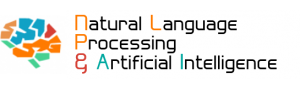 Natural Language
Processing
& Artificial Intelligence